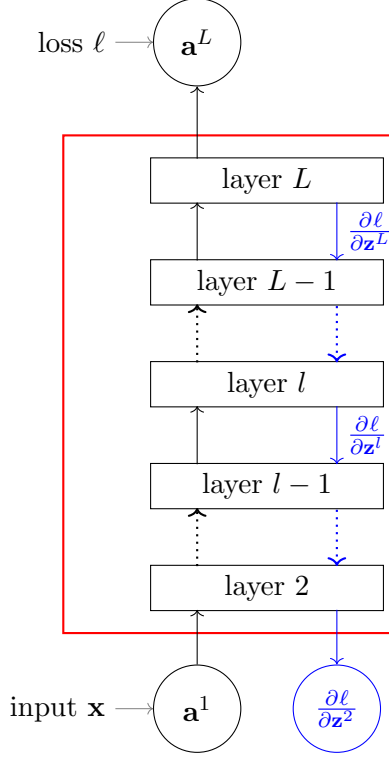 loss ℓ
𝐚^L
layer L
∂ℓ/∂𝐳^L
layer L − 1
layer l
∂ℓ/∂𝐳^l
layer l − 1
layer 2
input 𝐱
𝐚^1
∂ℓ/∂𝐳^2